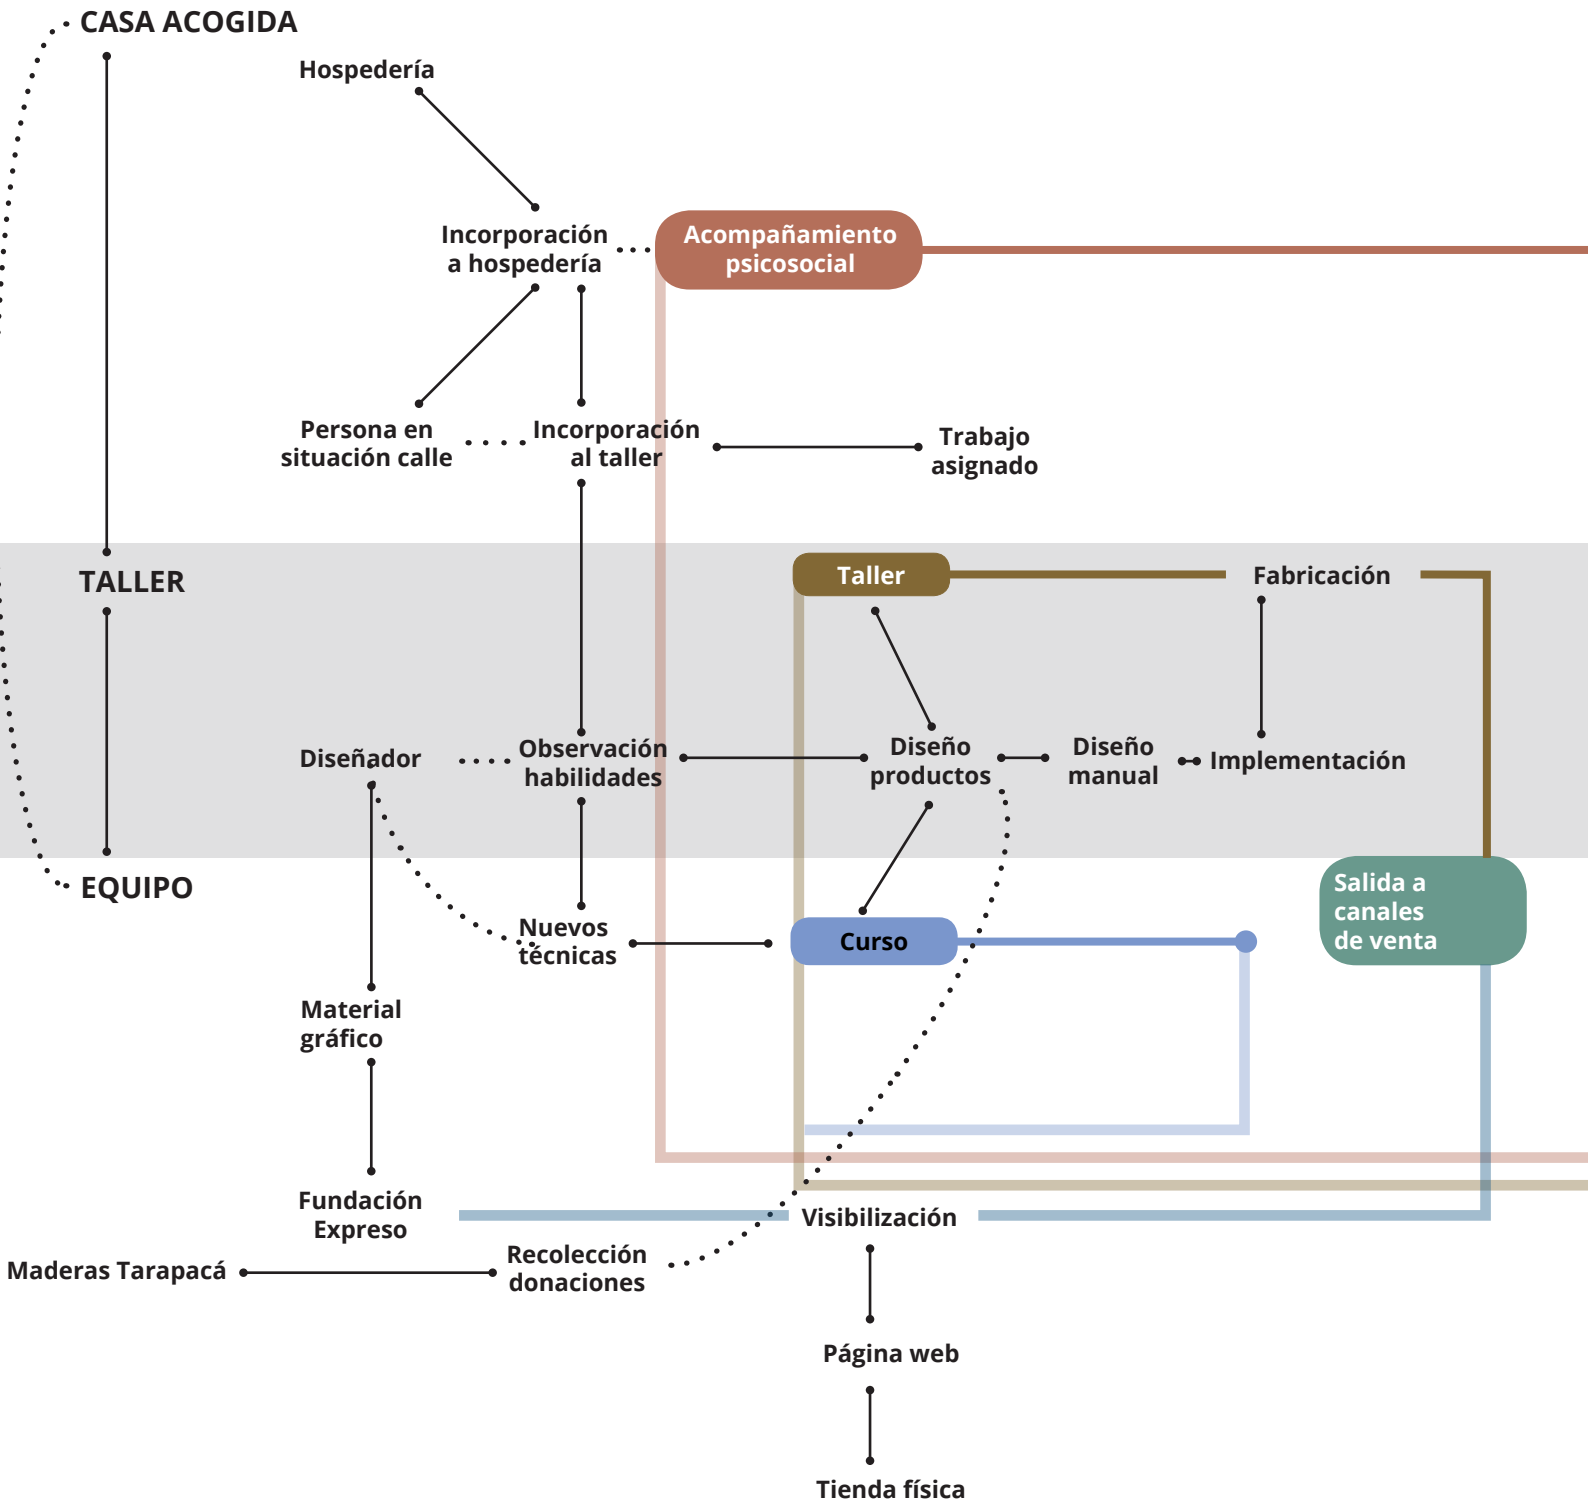 CASA ACOGIDA
Hospedería
Incorporación
a hospedería
Acompañamiento
psicosocial
Persona en
situación calle
Incorporación
al taller
Trabajo
asignado
TALLER
Taller
Fabricación
Diseñador
Observación
habilidades
Diseño
productos
Diseño
manual
Implementación
EQUIPO
Nuevos
técnicas
Curso
Salida a
canales
de venta
Material
gráfico
Fundación
Expreso
Visibilización
Maderas Tarapacá
Recolección
donaciones
Página web
Tienda física